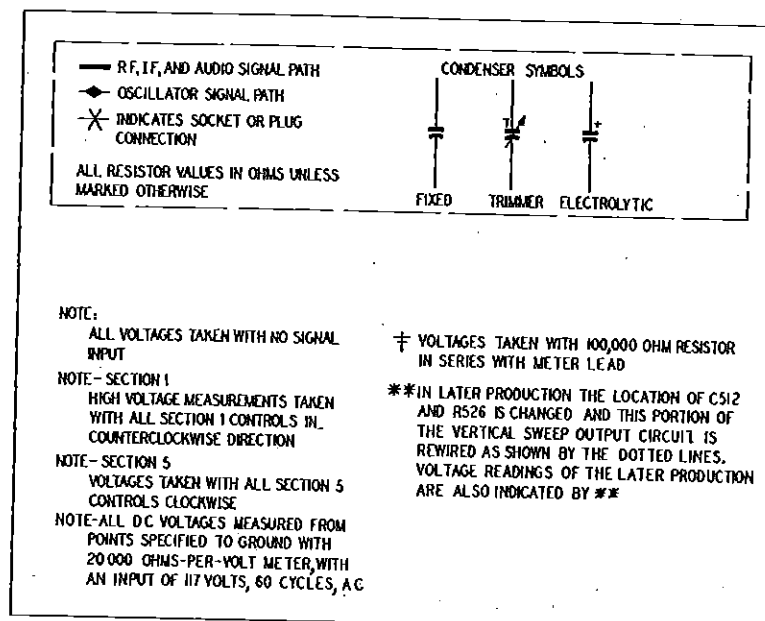 RF, IF, AND AUDIO SIGNAL PATH
OSCILLATOR SIGNAL PATH
INDICATES SOCKET OR PLUG
CONNECTION
ALL RESISTOR VALUES IN OHMS UNLESS
MARKED OTHERWISE
CONDENSER SYMBOLS
+
FIXED TRIMMER ELECTROLYTIC
NOTE:
ALL VOLTAGES TAKEN WITH NO SIGNAL
INPUT
NOTE-SECTION 1
HIGH VOLTAGE MEASUREMENTS TAKEN
WITH ALL SECTION 1 CONTROLS IN
COUNTERCLOCKWISE DIRECTION
NOTE-SECTION 5
VOLTAGES TAKEN WITH ALL SECTION 5
CONTROLS CLOCKWISE
NOTE-ALL DC VOLTAGES MEASURED FROM
POINTS SPECIFIED TO GROUND WITH
20000 OHMS-PER-VOLT METER, WITH
AN INPUT OF 117 VOLTS, 60 CYCLES, AC
‡ VOLTAGES TAKEN WITH 100,000 OHM RESISTOR
IN SERIES WITH METER LEAD
**IN LATER PRODUCTION THE LOCATION OF C512
AND R526 IS CHANGED AND THIS PORTION OF
THE VERTICAL SWEEP OUTPUT CIRCUIT IS
REWIRED AS SHOWN BY THE DOTTED LINES.
VOLTAGE READINGS OF THE LATER PRODUCTION
ARE ALSO INDICATED BY **